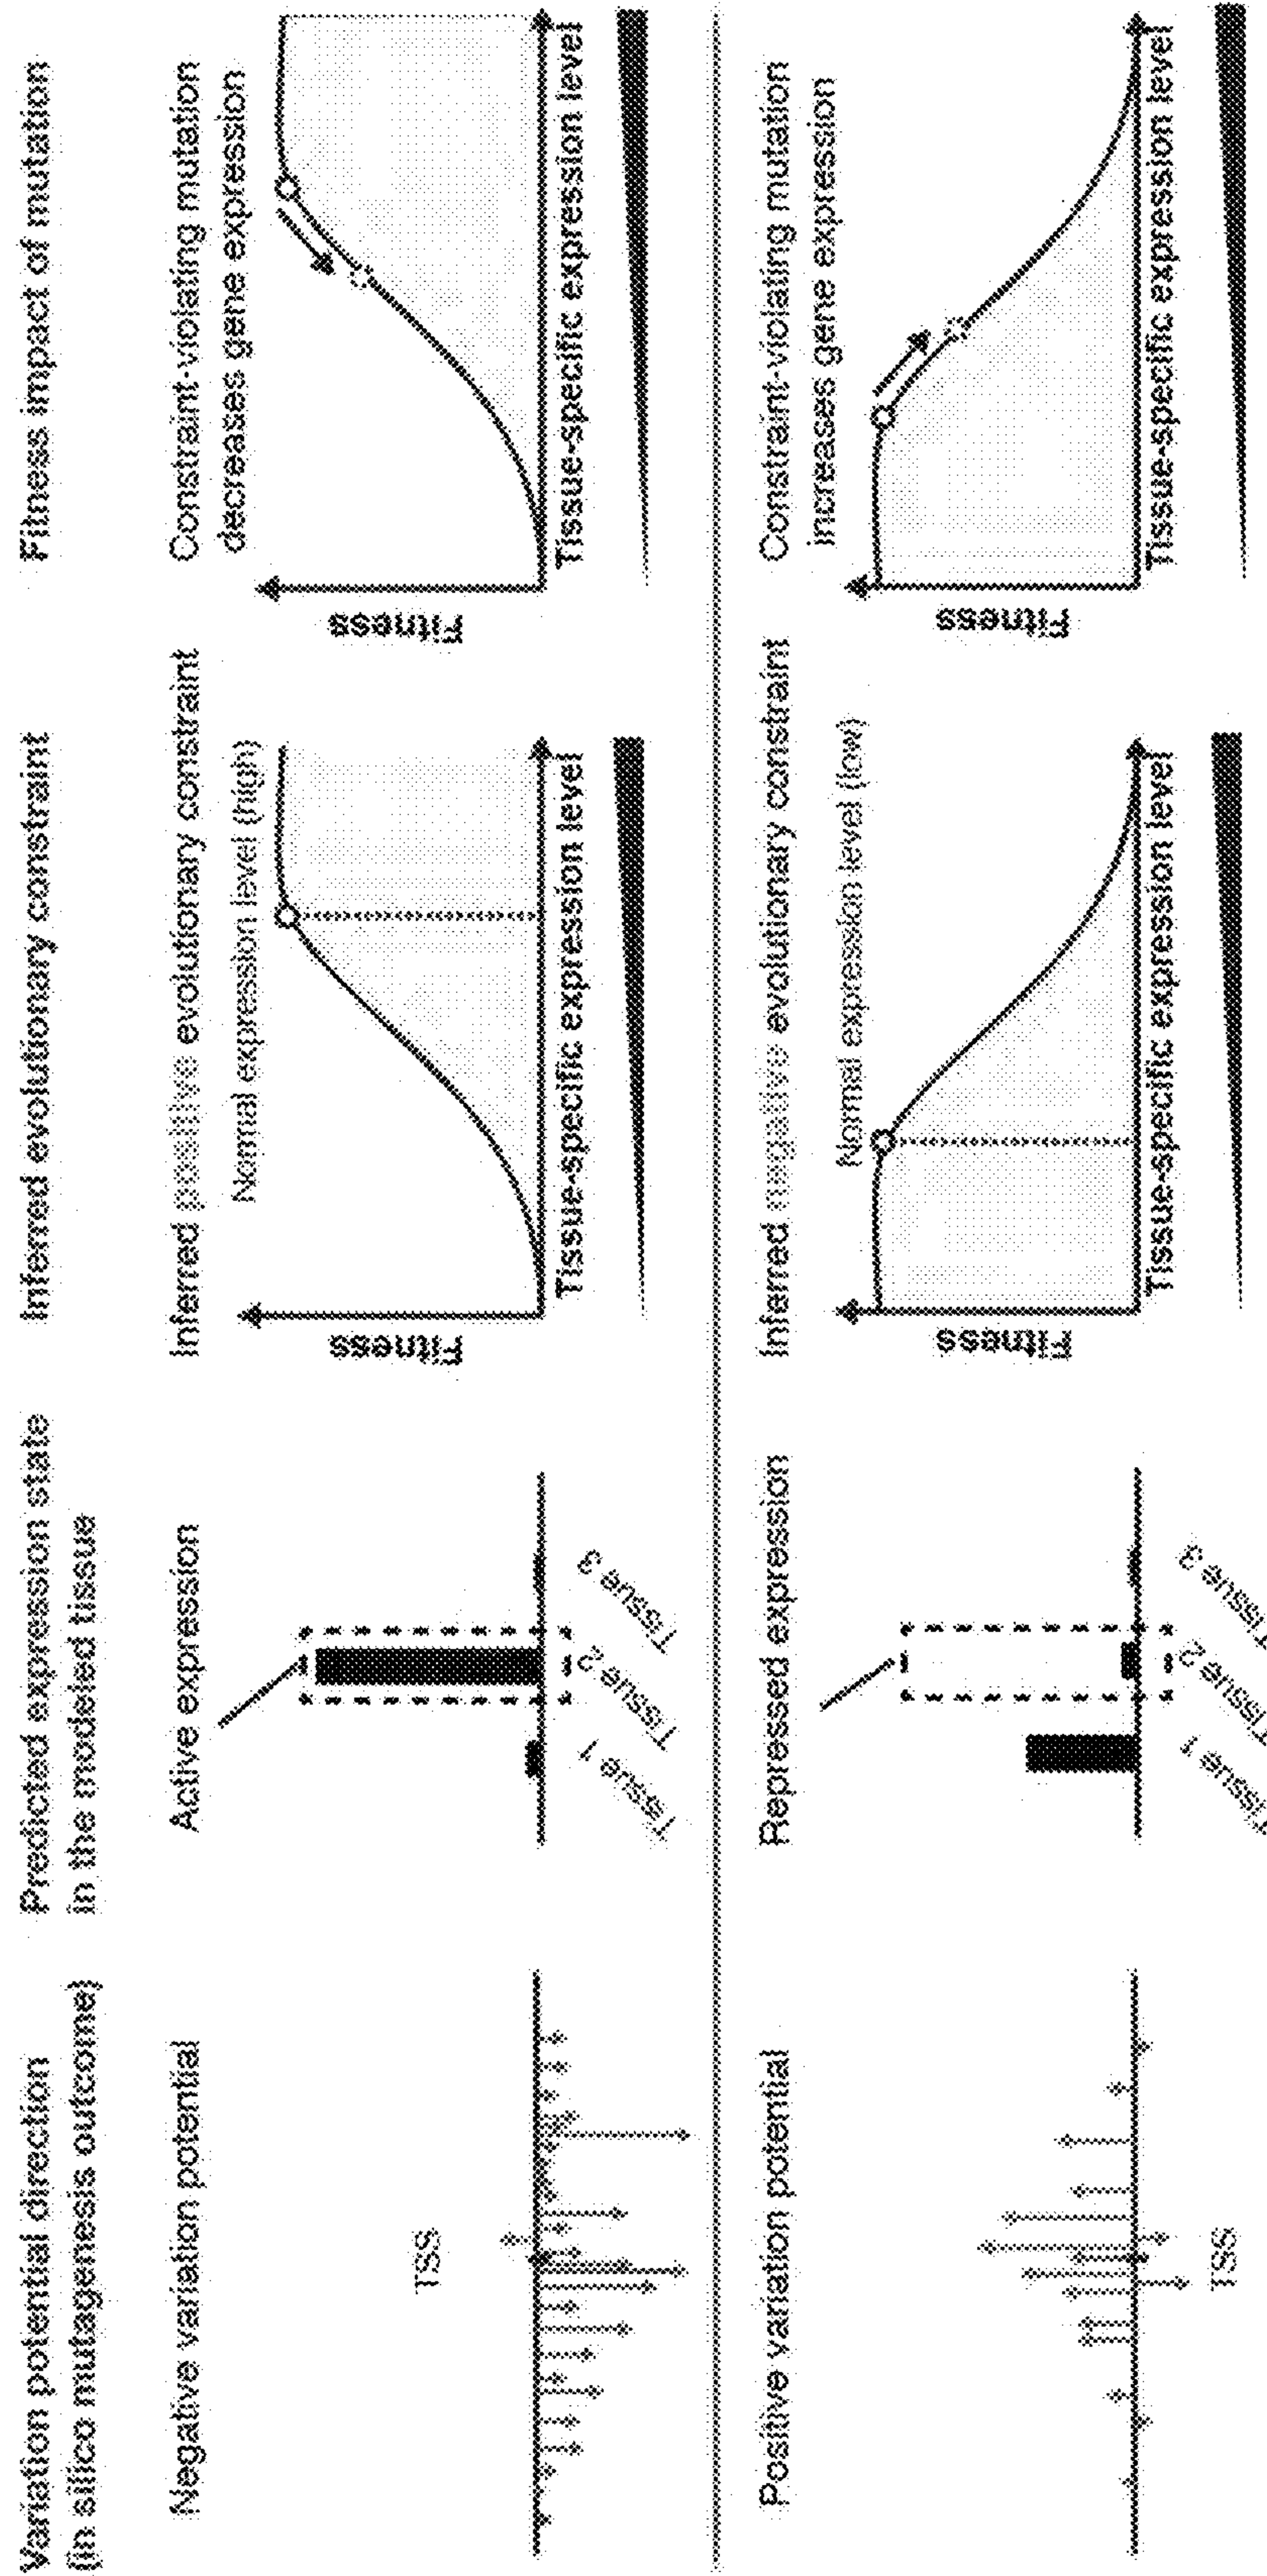 Variation potential direction
(in silico mutagenesis outcome)
Predicted expression state
in the modeled tissue
Inferred evolutionary constraint
Fitness impact of mutation
Negative variation potential
TSS
Active expression
Tissue 1
Tissue 2
Tissue 3
Inferred positive evolutionary constraint
Normal expression level (high)
Fitness
Tissue-specific expression level
Constraint-violating mutation
decreases gene expression
Fitness
Tissue-specific expression level
Positive variation potential
TSS
Repressed expression
Tissue 1
Tissue 2
Tissue 3
Inferred negative evolutionary constraint
Normal expression level (low)
Fitness
Tissue-specific expression level
Constraint-violating mutation
increases gene expression
Fitness
Tissue-specific expression level